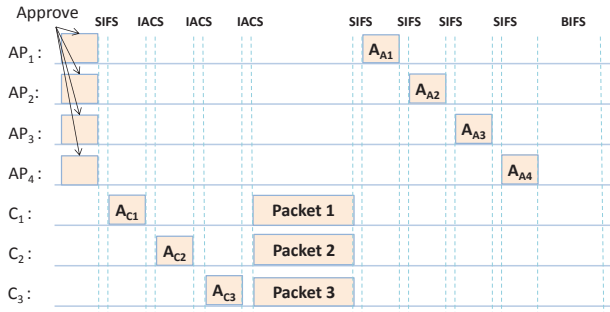 Approve
SIFS IACS IACS IACS SIFS SIFS SIFS SIFS BIFS
AP1 : AA1
AP2 : AA2
AP3 : AA3
AP4 : AA4
C1 : AC1 Packet 1
C2 : AC2 Packet 2
C3 : AC3 Packet 3